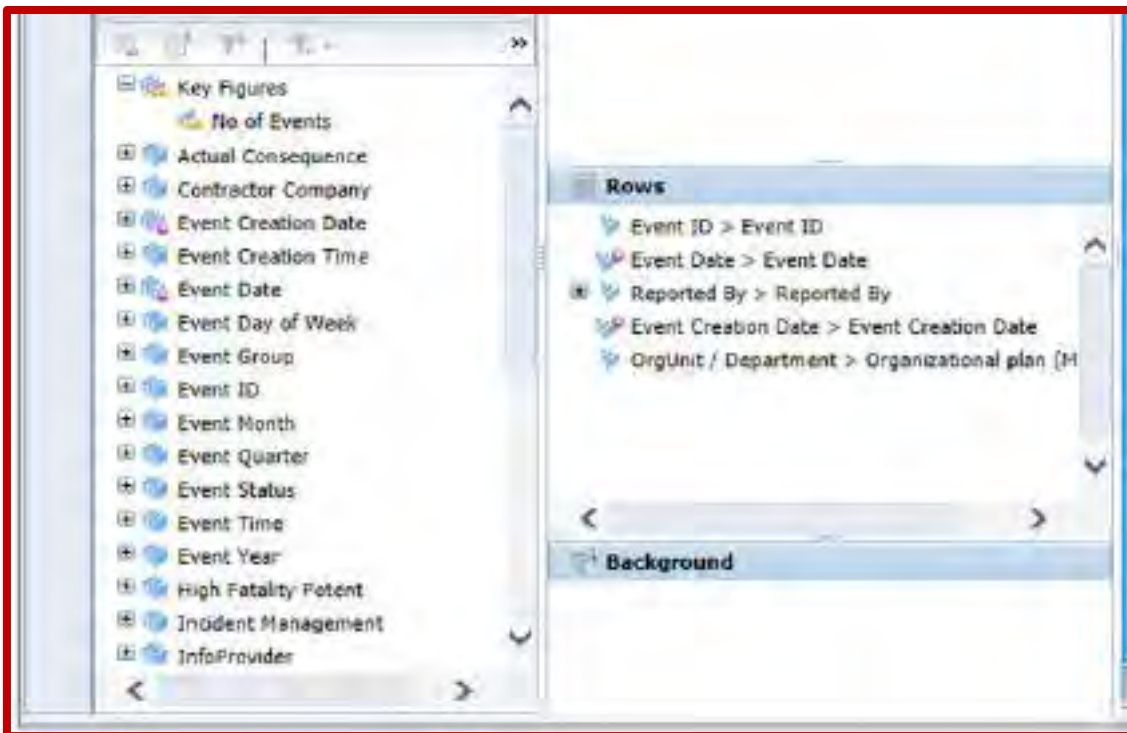 »
Key Figures
No of Events
Actual Consequence
Contractor Company
Event Creation Date
Event Creation Time
Event Date
Event Day of Week
Event Group
Event ID
Event Month
Event Quarter
Event Status
Event Time
Event Year
High Fatality Potent
Incident Management
InfoProvider
Rows
Event ID > Event ID
Event Date > Event Date
Reported By > Reported By
Event Creation Date > Event Creation Date
OrgUnit / Department > Organizational plan (M
Background